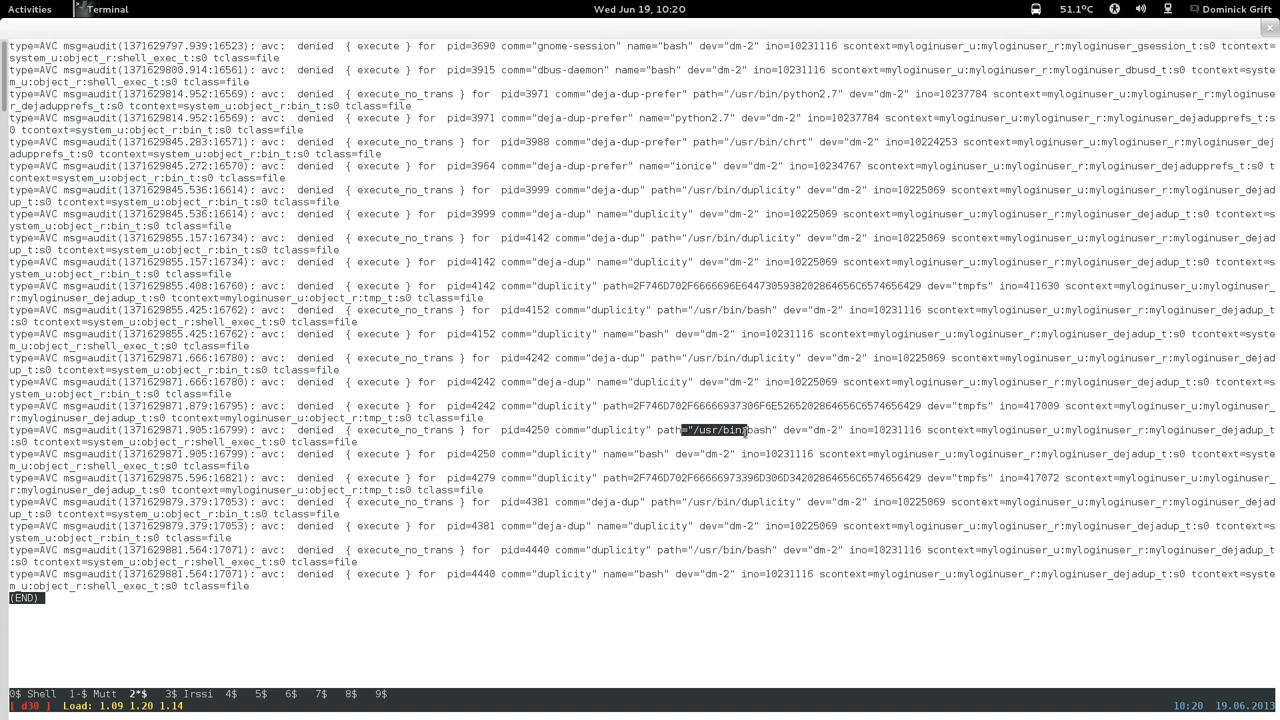 Activities Terminal Wed Jun 19, 10:20 51.1°C Dominick Grift
type=AVC msg=audit(1371629797.939:16523): avc:  denied  { execute } for  pid=3690 comm="gnome-session" name="bash" dev="dm-2" ino=10231116 scontext=myloginuser_u:myloginuser_r:myloginuser_gsession_t:s0 tcontext=
system_u:object_r:shell_exec_t:s0 tclass=file
type=AVC msg=audit(1371629800.914:16561): avc:  denied  { execute } for  pid=3915 comm="dbus-daemon" name="bash" dev="dm-2" ino=10231116 scontext=myloginuser_u:myloginuser_r:myloginuser_dbusd_t:s0 tcontext=syste
m_u:object_r:shell_exec_t:s0 tclass=file
type=AVC msg=audit(1371629814.952:16569): avc:  denied  { execute_no_trans } for  pid=3971 comm="deja-dup-prefer" path="/usr/bin/python2.7" dev="dm-2" ino=10237784 scontext=myloginuser_u:myloginuser_r:myloginuse
r_dejadupprefs_t:s0 tcontext=system_u:object_r:bin_t:s0 tclass=file
type=AVC msg=audit(1371629814.952:16569): avc:  denied  { execute } for  pid=3971 comm="deja-dup-prefer" name="python2.7" dev="dm-2" ino=10237784 scontext=myloginuser_u:myloginuser_r:myloginuser_dejadupprefs_t:s
0 tcontext=system_u:object_r:bin_t:s0 tclass=file
type=AVC msg=audit(1371629845.283:16571): avc:  denied  { execute_no_trans } for  pid=3988 comm="deja-dup-prefer" path="/usr/bin/chrt" dev="dm-2" ino=10224253 scontext=myloginuser_u:myloginuser_r:myloginuser_dej
adupprefs_t:s0 tcontext=system_u:object_r:bin_t:s0 tclass=file
type=AVC msg=audit(1371629845.272:16570): avc:  denied  { execute } for  pid=3964 comm="deja-dup-prefer" name="ionice" dev="dm-2" ino=10234767 scontext=myloginuser_u:myloginuser_r:myloginuser_dejadupprefs_t:s0 t
context=system_u:object_r:bin_t:s0 tclass=file
type=AVC msg=audit(1371629845.536:16614): avc:  denied  { execute_no_trans } for  pid=3999 comm="deja-dup" path="/usr/bin/duplicity" dev="dm-2" ino=10225069 scontext=myloginuser_u:myloginuser_r:myloginuser_dejad
up_t:s0 tcontext=system_u:object_r:bin_t:s0 tclass=file
type=AVC msg=audit(1371629845.536:16614): avc:  denied  { execute } for  pid=3999 comm="deja-dup" name="duplicity" dev="dm-2" ino=10225069 scontext=myloginuser_u:myloginuser_r:myloginuser_dejadup_t:s0 tcontext=s
ystem_u:object_r:bin_t:s0 tclass=file
type=AVC msg=audit(1371629855.157:16734): avc:  denied  { execute_no_trans } for  pid=4142 comm="deja-dup" path="/usr/bin/duplicity" dev="dm-2" ino=10225069 scontext=myloginuser_u:myloginuser_r:myloginuser_dejad
up_t:s0 tcontext=system_u:object_r:bin_t:s0 tclass=file
type=AVC msg=audit(1371629855.157:16734): avc:  denied  { execute } for  pid=4142 comm="deja-dup" name="duplicity" dev="dm-2" ino=10225069 scontext=myloginuser_u:myloginuser_r:myloginuser_dejadup_t:s0 tcontext=s
ystem_u:object_r:bin_t:s0 tclass=file
type=AVC msg=audit(1371629855.408:16760): avc:  denied  { execute_no_trans } for  pid=4142 comm="duplicity" path=2F746D702F6666696E6447305938202864656C6574656429 dev="tmpfs" ino=411630 scontext=myloginuser_u:myloginuser_
r:myloginuser_dejadup_t:s0 tcontext=myloginuser_u:object_r:tmp_t:s0 tclass=file
type=AVC msg=audit(1371629855.425:16762): avc:  denied  { execute_no_trans } for  pid=4152 comm="duplicity" path="/usr/bin/bash" dev="dm-2" ino=10231116 scontext=myloginuser_u:myloginuser_r:myloginuser_dejadup_t
:s0 tcontext=system_u:object_r:shell_exec_t:s0 tclass=file
type=AVC msg=audit(1371629855.425:16762): avc:  denied  { execute } for  pid=4152 comm="duplicity" name="bash" dev="dm-2" ino=10231116 scontext=myloginuser_u:myloginuser_r:myloginuser_dejadup_t:s0 tcontext=syste
m_u:object_r:shell_exec_t:s0 tclass=file
type=AVC msg=audit(1371629871.666:16780): avc:  denied  { execute_no_trans } for  pid=4242 comm="deja-dup" path="/usr/bin/duplicity" dev="dm-2" ino=10225069 scontext=myloginuser_u:myloginuser_r:myloginuser_dejad
up_t:s0 tcontext=system_u:object_r:bin_t:s0 tclass=file
type=AVC msg=audit(1371629871.666:16780): avc:  denied  { execute } for  pid=4242 comm="deja-dup" name="duplicity" dev="dm-2" ino=10225069 scontext=myloginuser_u:myloginuser_r:myloginuser_dejadup_t:s0 tcontext=s
ystem_u:object_r:bin_t:s0 tclass=file
type=AVC msg=audit(1371629871.879:16795): avc:  denied  { execute_no_trans } for  pid=4242 comm="duplicity" path=2F746D702F66666937306F6E5265202864656C6574656429 dev="tmpfs" ino=417009 scontext=myloginuser_u:myloginuser_
r:myloginuser_dejadup_t:s0 tcontext=myloginuser_u:object_r:tmp_t:s0 tclass=file
type=AVC msg=audit(1371629871.905:16799): avc:  denied  { execute_no_trans } for  pid=4250 comm="duplicity" path="/usr/bin/bash" dev="dm-2" ino=10231116 scontext=myloginuser_u:myloginuser_r:myloginuser_dejadup_t
:s0 tcontext=system_u:object_r:shell_exec_t:s0 tclass=file
type=AVC msg=audit(1371629871.905:16799): avc:  denied  { execute } for  pid=4250 comm="duplicity" name="bash" dev="dm-2" ino=10231116 scontext=myloginuser_u:myloginuser_r:myloginuser_dejadup_t:s0 tcontext=syste
m_u:object_r:shell_exec_t:s0 tclass=file
type=AVC msg=audit(1371629875.596:16821): avc:  denied  { execute_no_trans } for  pid=4279 comm="duplicity" path=2F746D702F66666973396D306D34202864656C6574656429 dev="tmpfs" ino=417072 scontext=myloginuser_u:myloginuser_
r:myloginuser_dejadup_t:s0 tcontext=myloginuser_u:object_r:tmp_t:s0 tclass=file
type=AVC msg=audit(1371629879.379:17053): avc:  denied  { execute_no_trans } for  pid=4381 comm="deja-dup" path="/usr/bin/duplicity" dev="dm-2" ino=10225069 scontext=myloginuser_u:myloginuser_r:myloginuser_dejad
up_t:s0 tcontext=system_u:object_r:bin_t:s0 tclass=file
type=AVC msg=audit(1371629879.379:17053): avc:  denied  { execute } for  pid=4381 comm="deja-dup" name="duplicity" dev="dm-2" ino=10225069 scontext=myloginuser_u:myloginuser_r:myloginuser_dejadup_t:s0 tcontext=s
ystem_u:object_r:bin_t:s0 tclass=file
type=AVC msg=audit(1371629881.564:17071): avc:  denied  { execute_no_trans } for  pid=4440 comm="duplicity" path="/usr/bin/bash" dev="dm-2" ino=10231116 scontext=myloginuser_u:myloginuser_r:myloginuser_dejadup_t
:s0 tcontext=system_u:object_r:shell_exec_t:s0 tclass=file
type=AVC msg=audit(1371629881.564:17071): avc:  denied  { execute } for  pid=4440 comm="duplicity" name="bash" dev="dm-2" ino=10231116 scontext=myloginuser_u:myloginuser_r:myloginuser_dejadup_t:s0 tcontext=syste
m_u:object_r:shell_exec_t:s0 tclass=file
(END)
0$ Shell  1-$ Mutt  2*$  3$ Irssi  4$  5$  6$  7$  8$  9$
[ d30 ]  Load: 1.09 1.20 1.14 10:20 19.06.2013